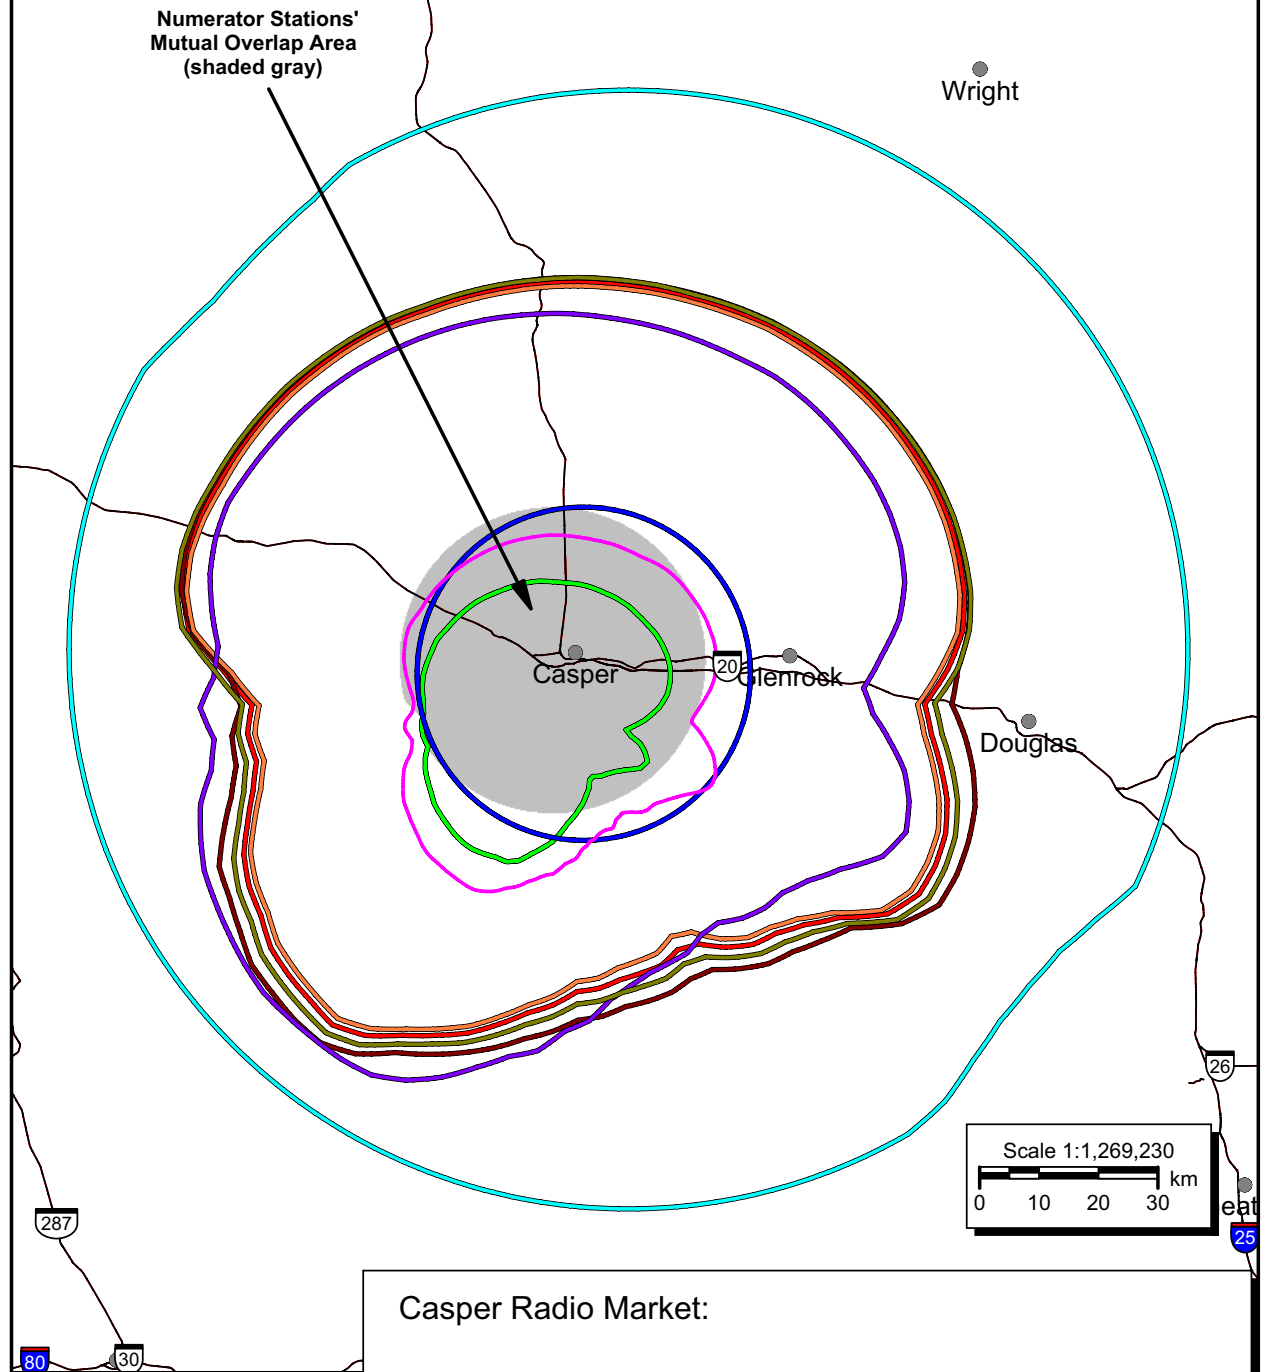 Numerator Stations'
Mutual Overlap Area
(shaded gray)
Wright
Casper
20
Glenrock
Douglas
26
Scale 1:1,269,230
km
0 10 20 30
eat
287
25
Casper Radio Market:
80
30